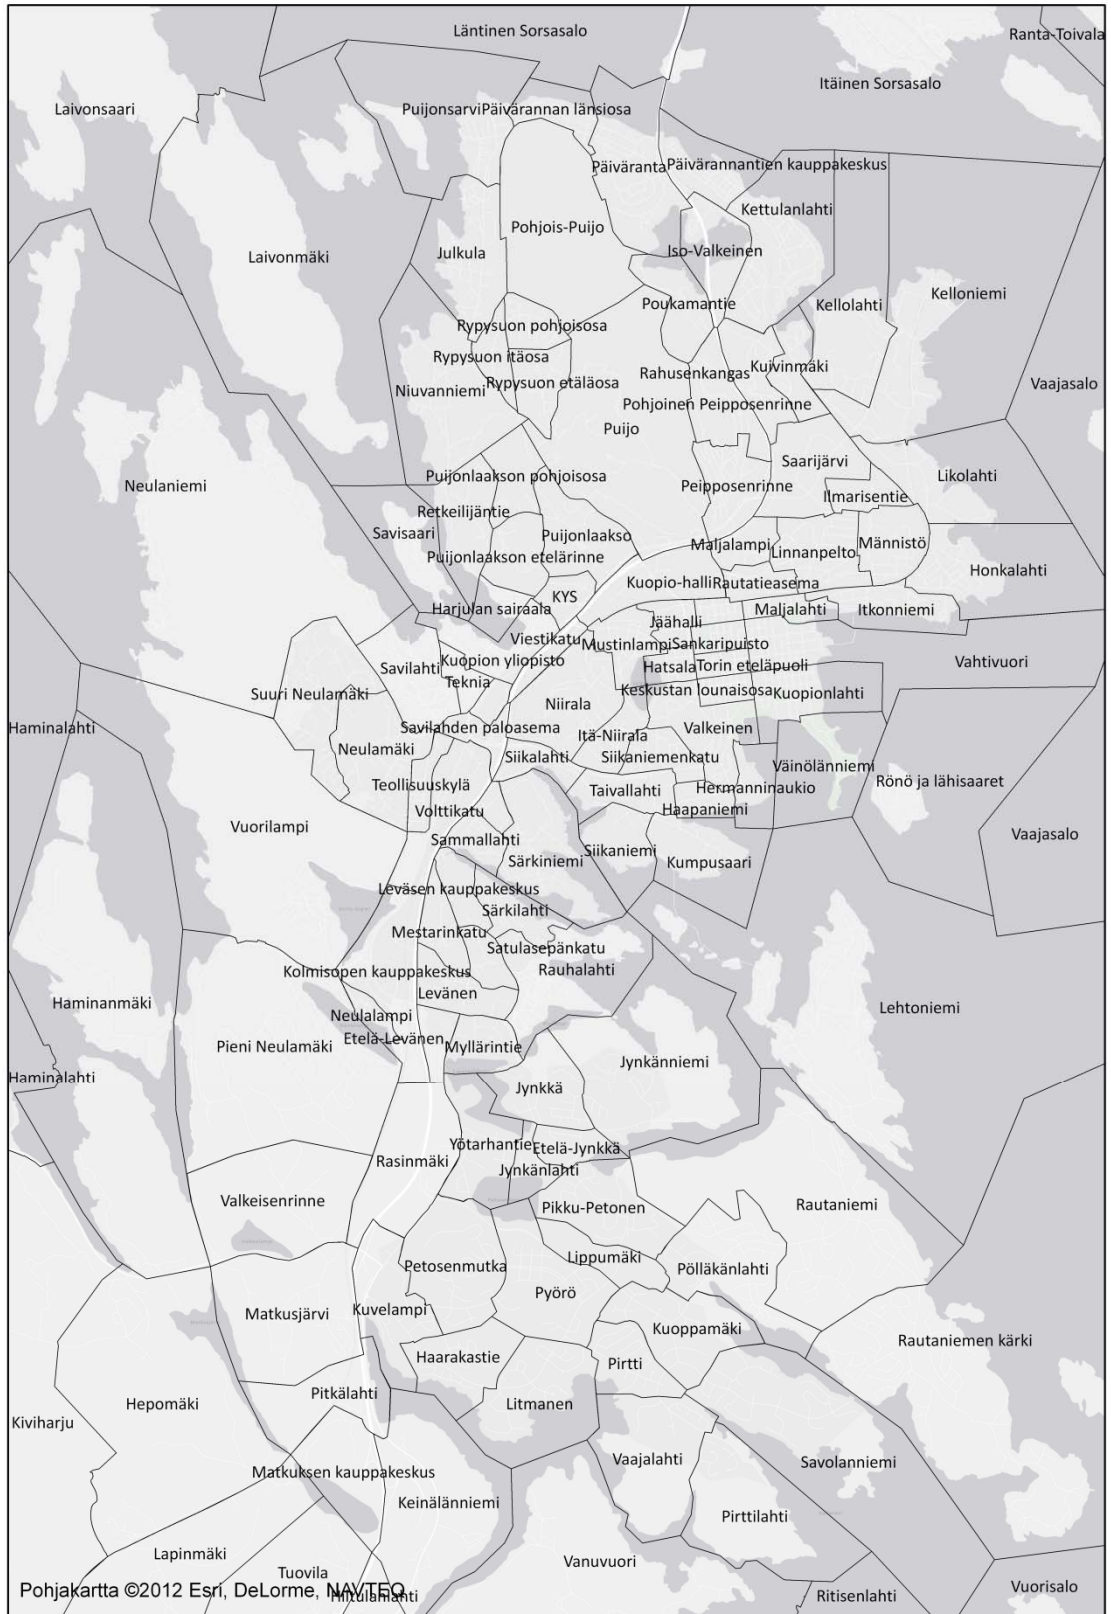 Läntinen Sorsasalo
Ranta-Toivala
Itäinen Sorsasalo
Laivonsaari
Puijonsarvi
Päivärannan länsiosa
Päiväranta
Päivärannantien kauppakeskus
Kettulanlahti
Pohjois-Puijo
Julkula
Iso-Valkeinen
Laivonmäki
Kelloniemi
Poukamantie
Kellolahti
Rypysuon pohjoisosa
Rypysuon itäosa
Kuivinmäki
Rahusenkangas
Rypysuon etäläosa
Niuvanniemi
Vaajasalo
Pohjoinen Peipposenrinne
Puijo
Saarijärvi
Puijonlaakson pohjoisosa
Likolahti
Neulaniemi
Peipposenrinne
Ilmarisentie
Retkeilijäntie
Savisaari
Puijonlaakso
Maljalampi
Männistö
Linnanpelto
Puijonlaakson etelärinne
Honkalahti
Kuopio-halli
Rautatieasema
KYS
Harjulan sairaala
Maljalahti
Itkonniemi
Jäähalli
Viestikatu
Mustinlampi
Sankaripuisto
Kuopion yliopisto
Savilahti
Hatsala
Torin eteläpuoli
Vahtivuori
Teknia
Suuri Neulamäki
Keskustan lounaisosa
Kuopionlahti
Niirala
Haminalahti
Savilahden paloasema
Valkeinen
Itä-Niirala
Neulamäki
Siikalahti
Siikaniemenkatu
Väinölänniemi
Rönö ja lähisaaret
Teollisuuskylä
Taivallahti
Hermanninaukio
Haapaniemi
Volttikatu
Vuorilampi
Vaajasalo
Sammallahti
Siikaniemi
Särkiniemi
Kumpusaari
Leväsen kauppakeskus
Särkilahti
Mestarinkatu
Satulasepänkatu
Rauhalahti
Kolmisopen kauppakeskus
Levänen
Haminanmäki
Lehtoniemi
Neulalampi
Etelä-Levänen
Pieni Neulamäki
Myllärintie
Jynkänniemi
Haminalahti
Jynkkä
Yötarhantie
Etelä-Jynkkä
Rasinmäki
Jynkänlahti
Valkeisenrinne
Pikku-Petonen
Rautaniemi
Lippumäki
Petosenmutka
Pölläkänlahti
Pyörö
Matkusjärvi
Kuvelampi
Kuoppamäki
Rautaniemen kärki
Haarakastie
Pirtti
Pitkälahti
Hepomäki
Litmanen
Kiviharju
Vaajalahti
Savolanniemi
Matkuksen kauppakeskus
Keinälänniemi
Pirttilahti
Lapinmäki
Vanuvuori
Tuovila
Vuorisalo
Pohjakartta ©2012 Esri, DeLorme, NAVTEQ
Hiltulanlahti
Ritisenlahti